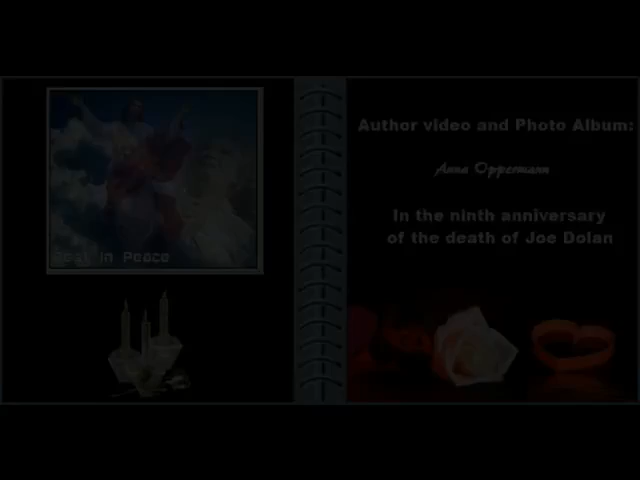 Rest in Peace
Author video and Photo Album:
Anna Oppermann
In the ninth anniversary
of the death of Joe Dolan